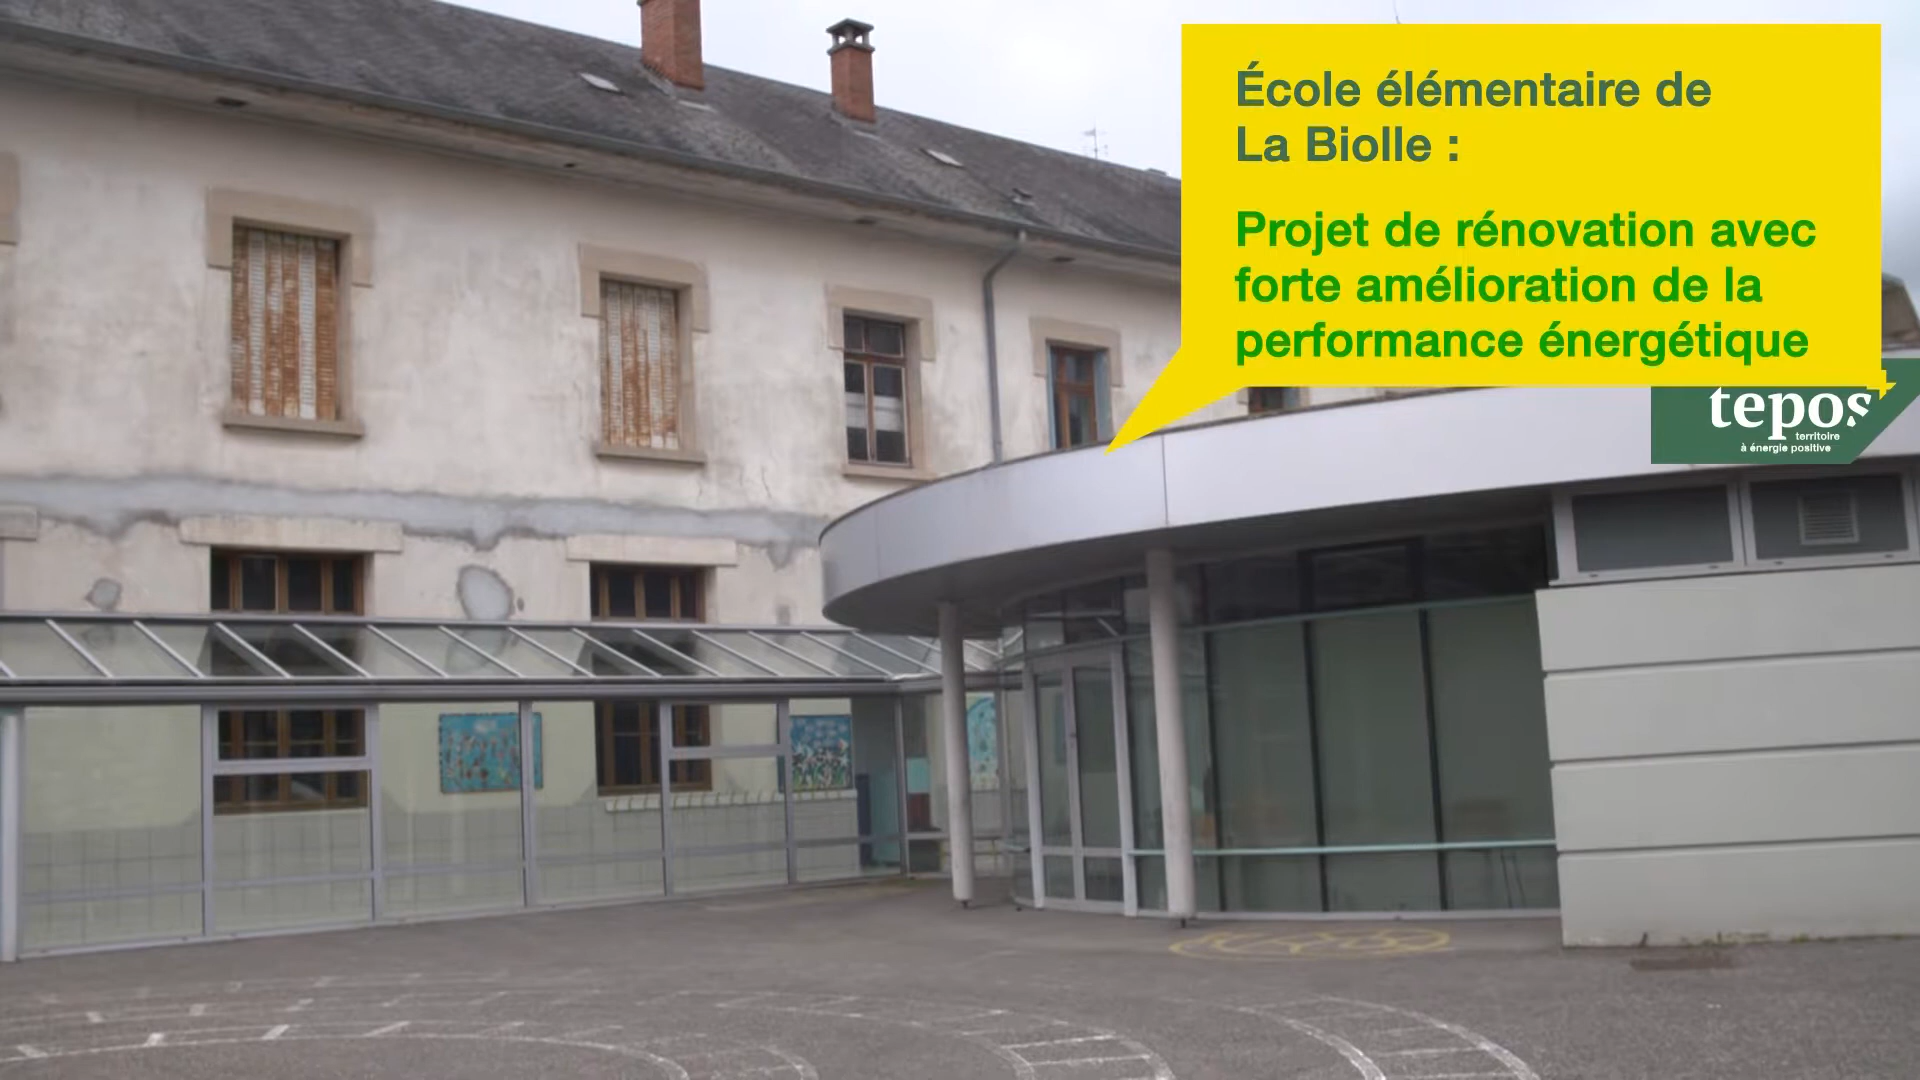 École élémentaire de
La Biolle :
Projet de rénovation avec
forte amélioration de la
performance énergétique
tepos
territoire
à énergie positive